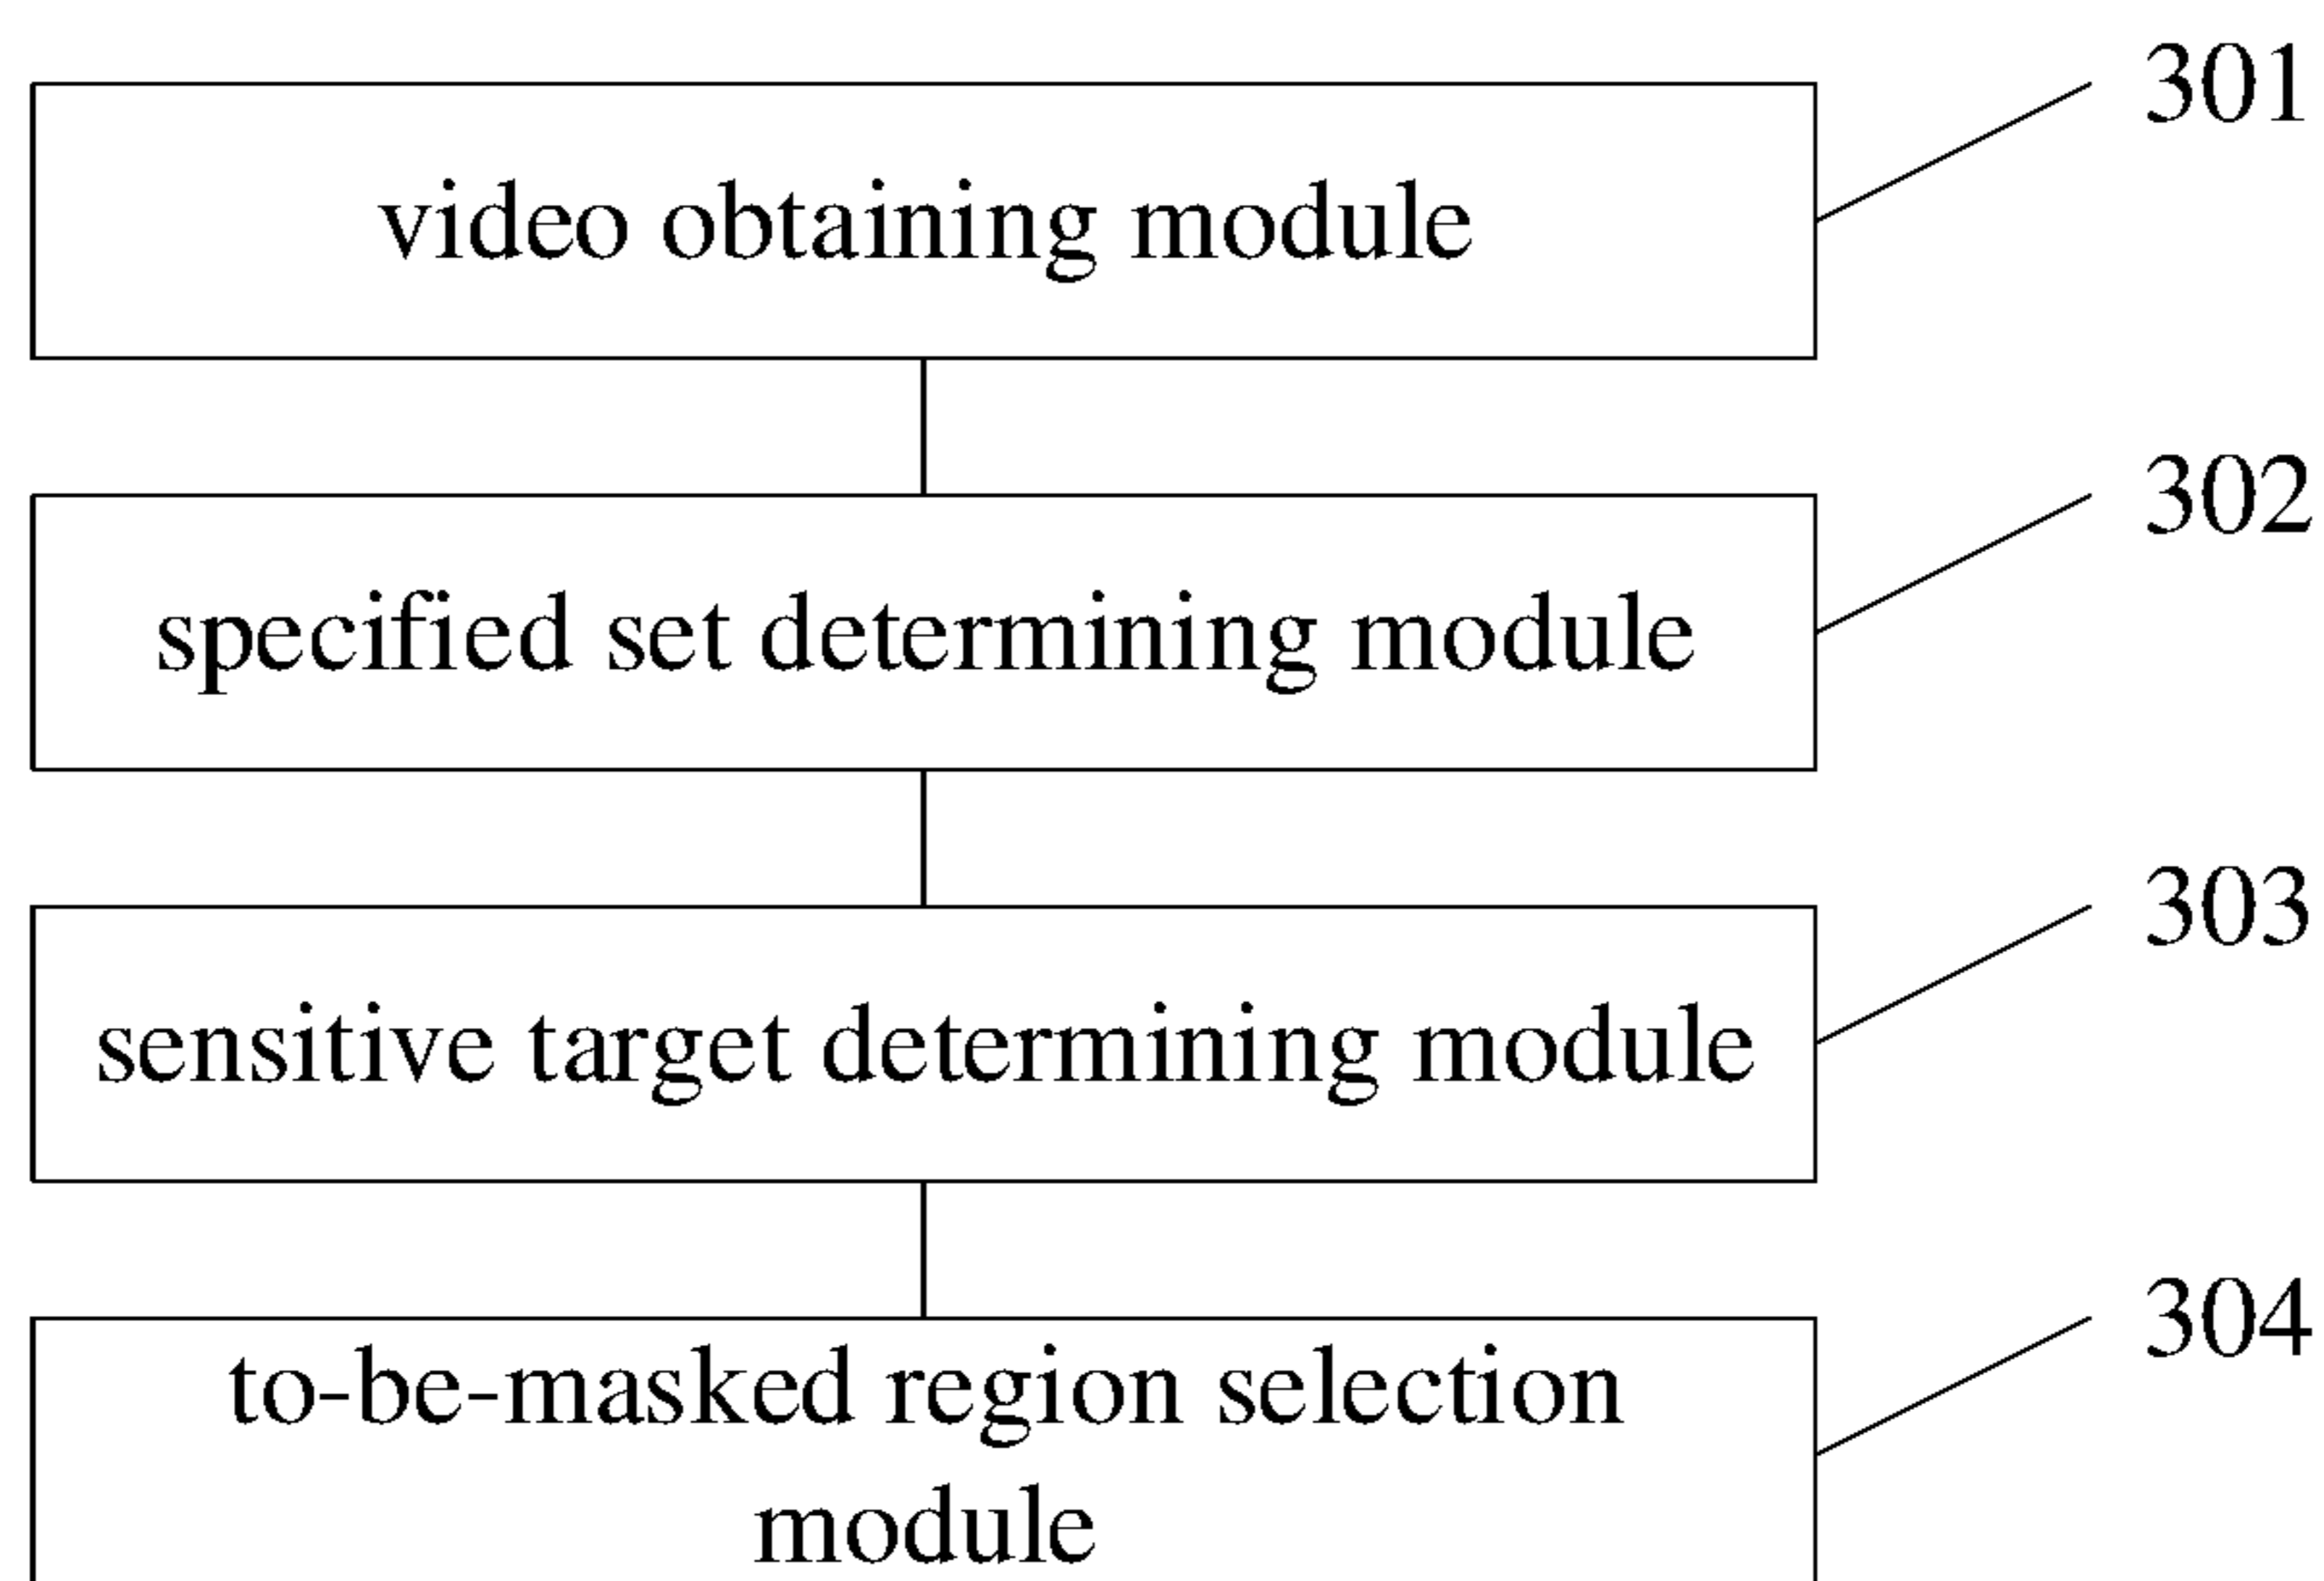 301
video obtaining module
302
specified set determining module
303
sensitive target determining module
304
to-be-masked region selection
module